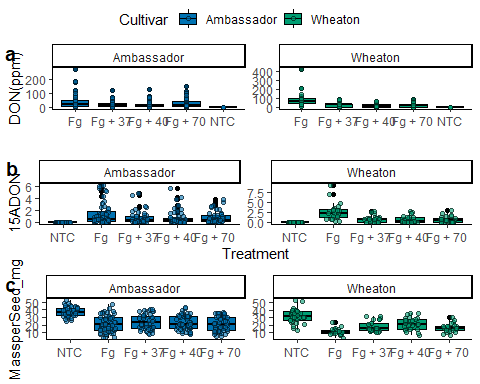 Cultivar Ambassador Wheaton
a
DON(ppm)
Ambassador Wheaton
200
100
0
400
300
200
100
0
Fg Fg + 37 Fg + 40 Fg + 70 NTC Fg Fg + 37 Fg + 40 Fg + 70 NTC
b
15ADON
Ambassador Wheaton
6
4
2
0
7.5
5.0
2.5
0.0
NTC Fg Fg + 37 Fg + 40 Fg + 70 NTC Fg Fg + 37 Fg + 40 Fg + 70
Treatment
c
MassperSeed_mg
Ambassador Wheaton
50
40
30
20
10
50
40
30
20
10
NTC Fg Fg + 37 Fg + 40 Fg + 70 NTC Fg Fg + 37 Fg + 40 Fg + 70